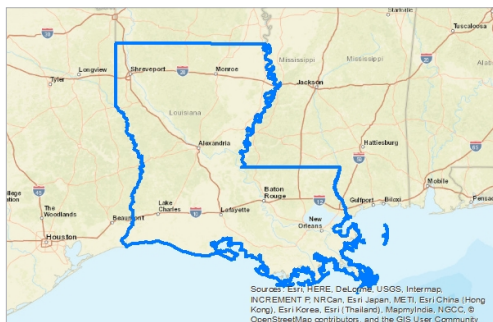 Starkville
Tuscaloosa
Longview
Shreveport
Monroe
Mississippi
Mississippi
Tyler
Jackson
Louisiana
Alexandria
Hattiesburg
Baton
Rouge
Mobile
Lake
Charles
Lafayette
Gulfport
Biloxi
The
Woodlands
Beaumont
New
Orleans
Houston
Sources: Esri, HERE, DeLorme, USGS, Intermap,
INCREMENT P, NRCan, Esri Japan, METI, Esri China (Hong
Kong), Esri Korea, Esri (Thailand), MapmyIndia, NGCC, ©
OpenStreetMap contributors, and the GIS User Community